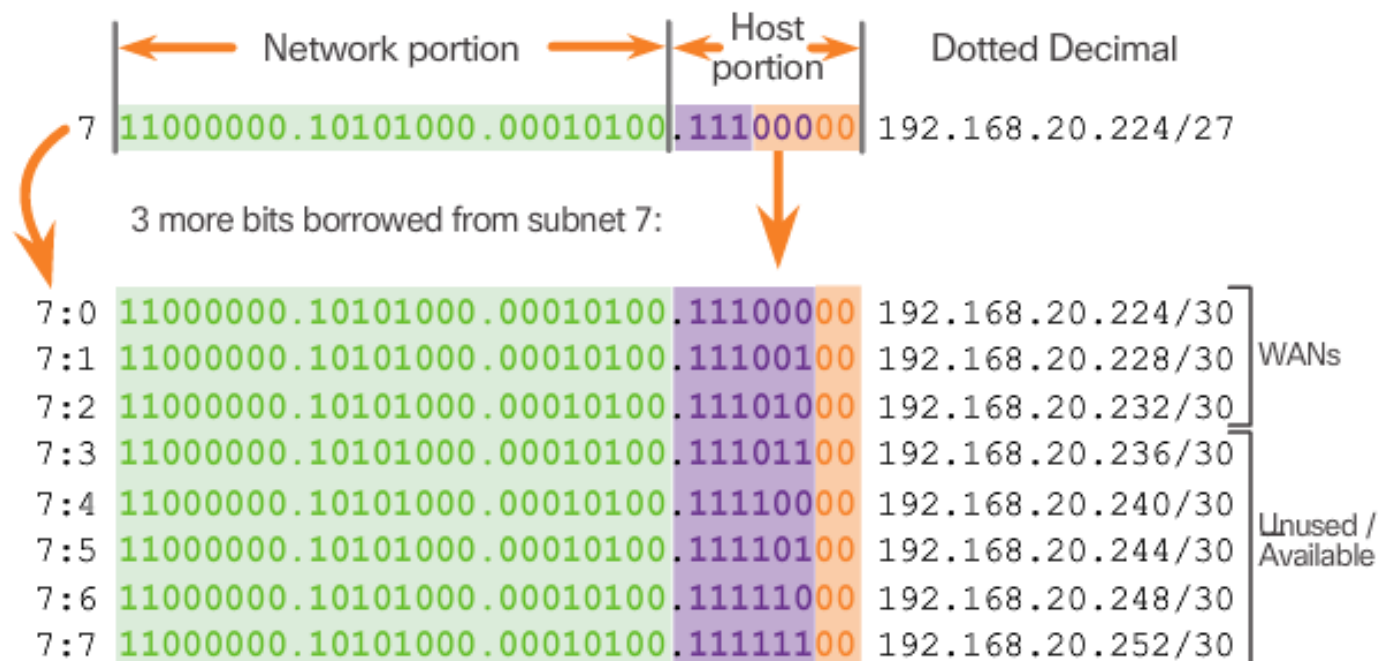 Network portion Host portion Dotted Decimal
7 11000000.10101000.00010100.11100000 192.168.20.224/27
3 more bits borrowed from subnet 7:
7:0 11000000.10101000.00010100.11100000 192.168.20.224/30
7:1 11000000.10101000.00010100.11100100 192.168.20.228/30
WANs
7:2 11000000.10101000.00010100.11101000 192.168.20.232/30
7:3 11000000.10101000.00010100.11101100 192.168.20.236/30
7:4 11000000.10101000.00010100.11110000 192.168.20.240/30
Unused /
7:5 11000000.10101000.00010100.11110100 192.168.20.244/30
Available
7:6 11000000.10101000.00010100.11111000 192.168.20.248/30
7:7 11000000.10101000.00010100.11111100 192.168.20.252/30